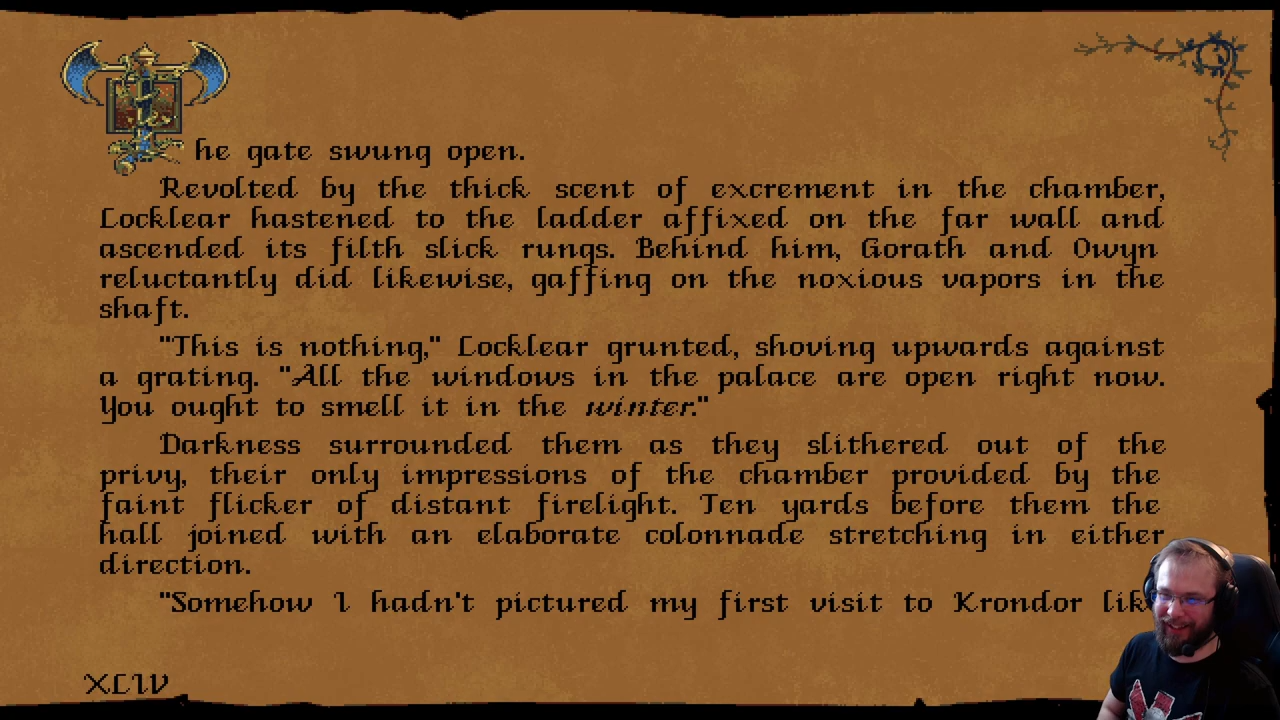 he gate swung open.
Revolted by the thick scent of excrement in the chamber,
Locklear hastened to the ladder affixed on the far wall and
ascended its filth slick rungs. Behind him, Gorath and Owyn
reluctantly did likewise, gaffing on the noxious vapors in the
shaft.
"This is nothing," Locklear grunted, shoving upwards against
a grating. "All the windows in the palace are open right now.
You ought to smell it in the winter."
Darkness surrounded them as they slithered out of the
privy, their only impressions of the chamber provided by the
faint flicker of distant firelight. Ten yards before them the
hall joined with an elaborate colonnade stretching in either
direction.
"Somehow I hadn't pictured my first visit to Krondor
XLIV